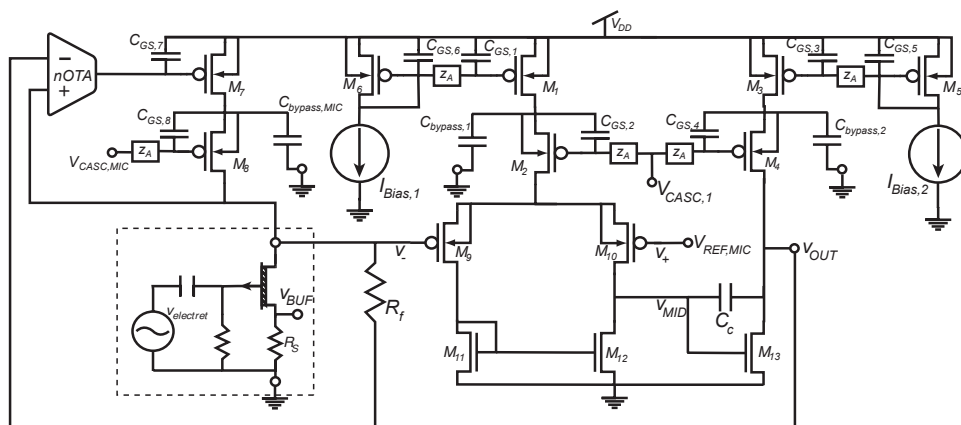 V_DD
C_GS,7
C_GS,6
C_GS,1
C_GS,3
C_GS,5
−
nOTA
+
z_A
z_A
M_7
M_6
M_1
M_3
M_5
C_GS,8
C_bypass,MIC
C_bypass,1
C_GS,2
C_GS,4
C_bypass,2
z_A
z_A
z_A
V_CASC,MIC
M_8
M_2
M_4
I_Bias,1
V_CASC,1
I_Bias,2
v_-
M_9
M_10
v_+
V_REF,MIC
v_OUT
v_electret
v_BUF
R_S
R_f
v_MID
C_c
M_11
M_12
M_13